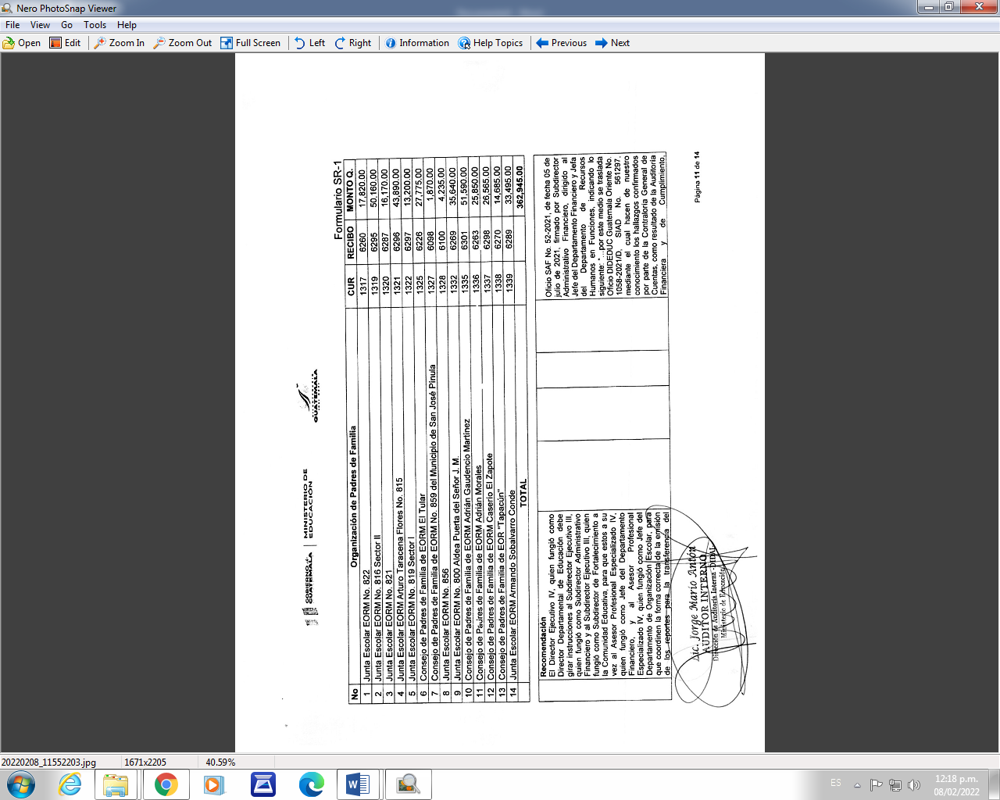 Nero PhotoSnap Viewer
File View Go Tools Help
Open Edit Zoom In Zoom Out Full Screen Left Right Information Help Topics Previous Next
GOBIERNO de GUATEMALA
MINISTERIO DE EDUCACIÓN
GUATEMALA
Formulario SR-1
No Organización de Padres de Familia CUR RECIBO MONTO Q.
1 Junta Escolar EORM No. 822 1317 6260 17,820.00
2 Junta Escolar EORM No. 816 Sector II 1319 6295 50,160.00
3 Junta Escolar EORM No. 821 1320 6287 16,170.00
4 Junta Escolar EORM Arturo Taracena Flores No. 815 1321 6296 43,890.00
5 Junta Escolar EORM No. 819 Sector I 1322 6297 13,200.00
6 Consejo de Padres de Familia de EORM El Tular 1325 6226 27,775.00
7 Consejo de Padres de Familia de EORM No. 859 del Municipio de San José Pinula 1327 6098 1,870.00
8 Junta Escolar EORM No. 856 1328 6100 4,235.00
9 Junta Escolar EORM No. 800 Aldea Puerta del Señor J. M. 1332 6269 35,640.00
10 Consejo de Padres de Familia de EORM Adrián Gaudencio Martínez 1335 6301 51,590.00
11 Consejo de Padres de Familia de EORM Adrián Morales 1336 6263 25,850.00
12 Consejo de Padres de Familia de EORM Caserío El Zapote 1337 6298 26,565.00
13 Consejo de Padres de Familia de EOR "Tapacún" 1338 6270 14,685.00
14 Junta Escolar EORM Armando Sobalvarro Conde 1339 6289 33,495.00
TOTAL 362,945.00
Recomendación
El Director Ejecutivo IV, quien fungió como
Director Departamental de Educación debe
girar instrucciones al Subdirector Ejecutivo III,
quien fungió como Subdirector Administrativo
Financiero y al Subdirector Ejecutivo III, quien
fungió como Subdirector de Fortalecimiento a
la Comunidad Educativa, para que estos a su
vez al Asesor Profesional Especializado IV,
quien fungió como Jefe del Departamento
Financiero, y al Asesor Profesional
Especializado IV, quien fungió como Jefe del
Departamento de Organización Escolar, para
que coordinen la forma correcta de la emisión
de los reportes para la transferencia del
Oficio SAF No. 52-2021, de fecha 05 de
julio de 2021, firmado por Subdirector
Administrativo Financiero, dirigido al
Jefe del Departamento Financiero y Jefa
del Departamento de Recursos
Humanos en Funciones, indicando lo
siguiente: "...por este medio se traslada
Oficio DIDEDUC Guatemala Oriente No.
1058-2021/D, SIAD No. 561297,
mediante el cual hacen de nuestro
conocimiento los hallazgos confirmados
por parte de la Contraloría General de
Cuentas, como resultado de la Auditoría
Financiera y de Cumplimiento,
Lic. Jorge Mario Antón
AUDITOR INTERNO
Dirección de Auditoría Interna -DIDAI-
Ministerio de Educación
Página 11 de 14
20220208_11552203.jpg 1671x2205 40.59%
ES 12:18 p.m.
08/02/2022